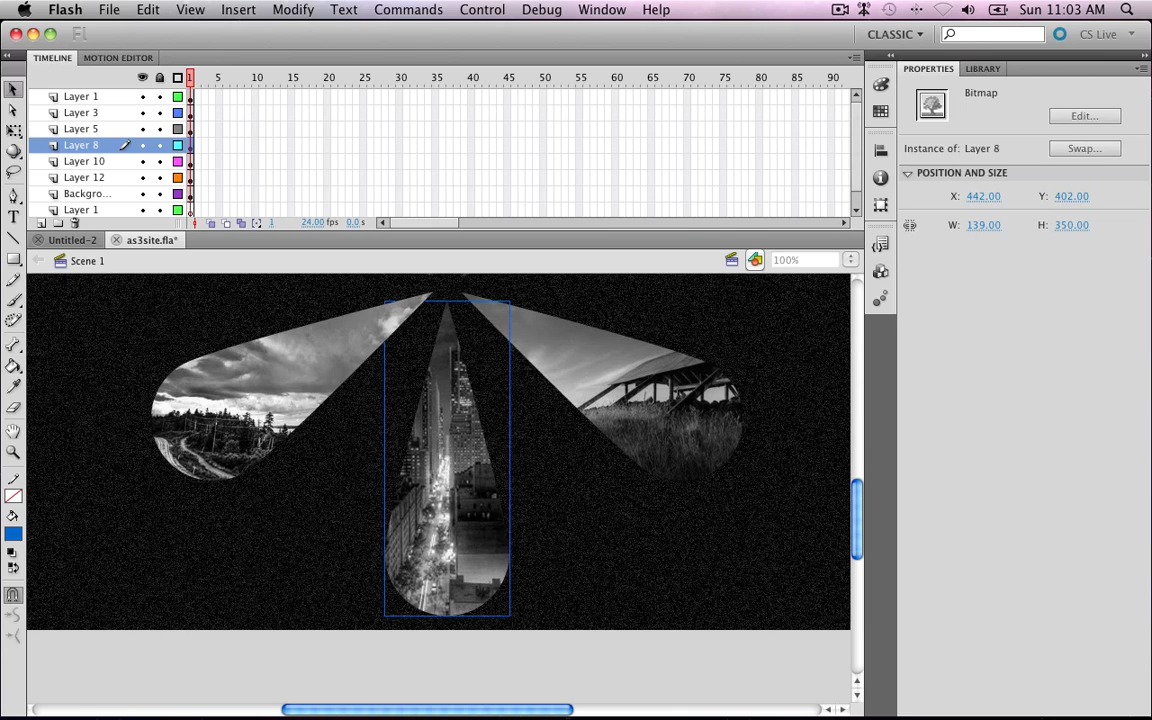 Flash File Edit View Insert Modify Text Commands Control Debug Window Help Sun 11:03 AM
Fl CLASSIC CS Live
TIMELINE MOTION EDITOR
1 5 10 15 20 25 30 35 40 45 50 55 60 65 70 75 80 85 90
Layer 1
Layer 3
Layer 5
Layer 8
Layer 10
Layer 12
Backgro...
Layer 1
1 24.00 fps 0.0 s
Untitled-2 as3site.fla*
Scene 1 100%
PROPERTIES LIBRARY
Bitmap
Edit...
Instance of: Layer 8 Swap...
POSITION AND SIZE
X: 442.00 Y: 402.00
W: 139.00 H: 350.00